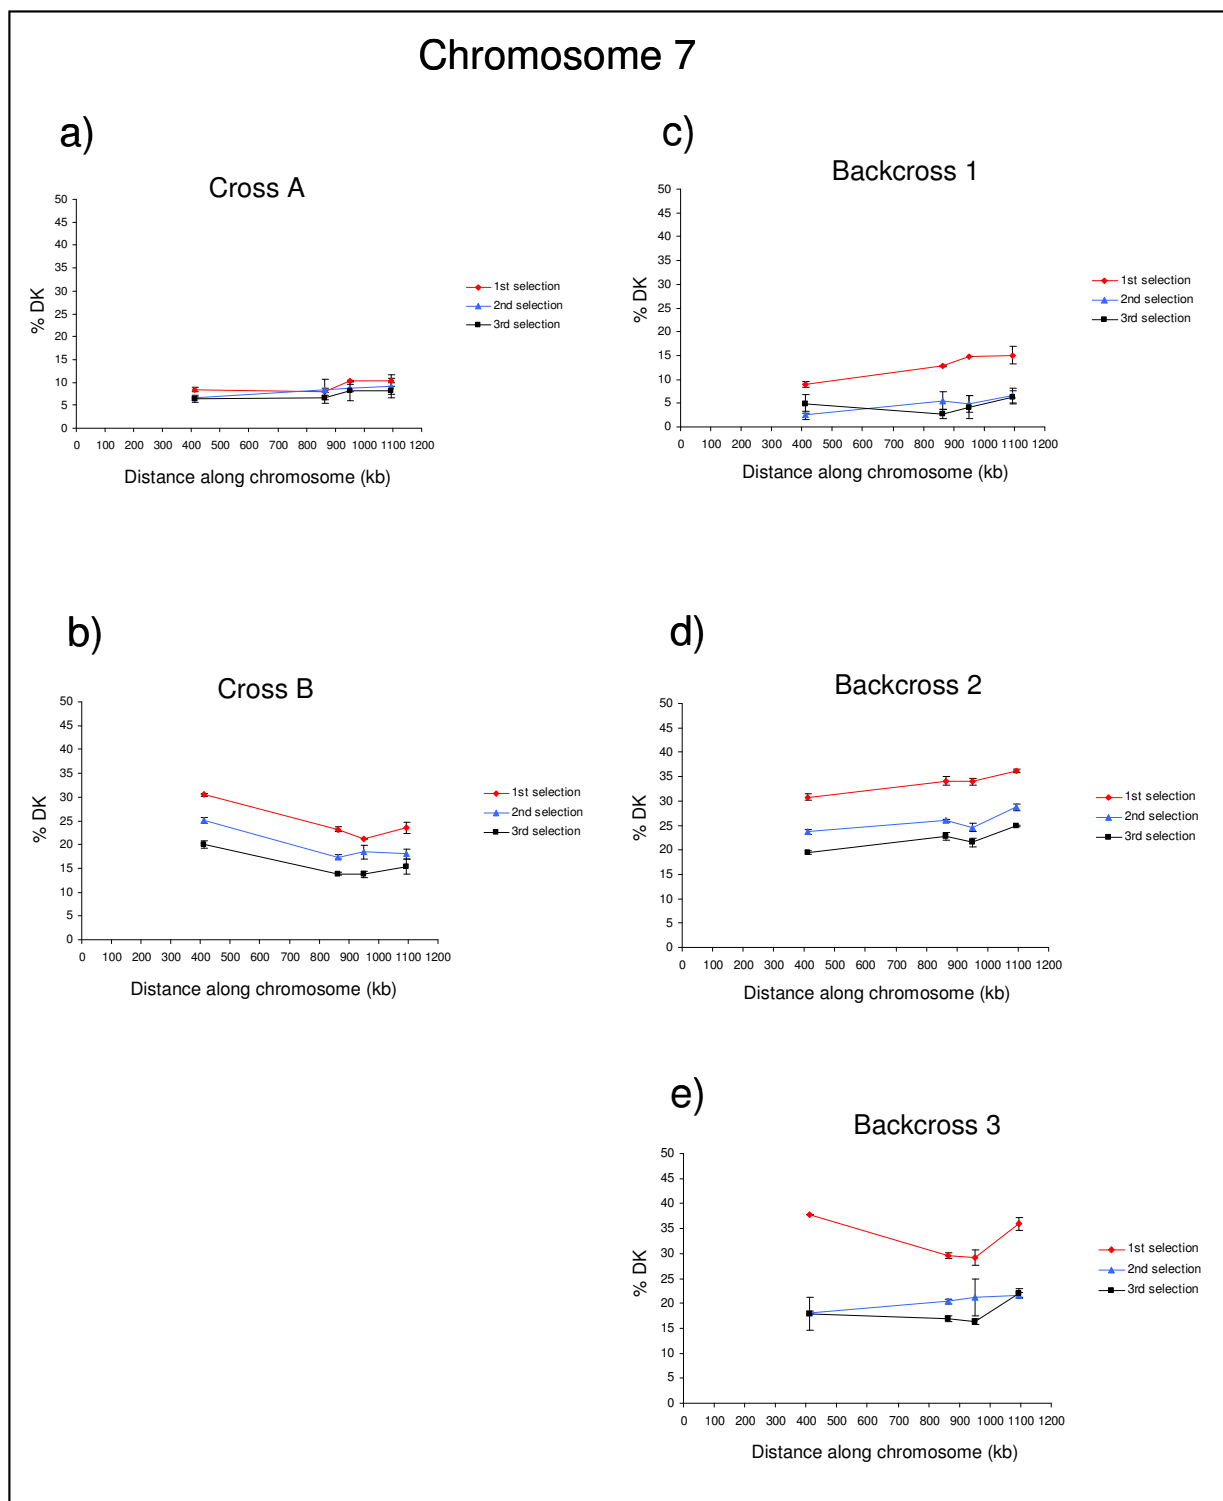 Chromosome 7
a)
Cross A
% DK
50
45
40
35
30
25
20
15
10
5
0
0 100 200 300 400 500 600 700 800 900 1000 1100 1200
Distance along chromosome (kb)
1st selection
2nd selection
3rd selection
c)
Backcross 1
% DK
50
45
40
35
30
25
20
15
10
5
0
0 100 200 300 400 500 600 700 800 900 1000 1100 1200
Distance along chromosome (kb)
1st selection
2nd selection
3rd selection
b)
Cross B
% DK
50
45
40
35
30
25
20
15
10
5
0
0 100 200 300 400 500 600 700 800 900 1000 1100 1200
Distance along chromosome (kb)
1st selection
2nd selection
3rd selection
d)
Backcross 2
% DK
50
45
40
35
30
25
20
15
10
5
0
0 100 200 300 400 500 600 700 800 900 1000 1100 1200
Distance along chromosome (kb)
1st selection
2nd selection
3rd selection
e)
Backcross 3
% DK
50
45
40
35
30
25
20
15
10
5
0
0 100 200 300 400 500 600 700 800 900 1000 1100 1200
Distance along chromosome (kb)
1st selection
2nd selection
3rd selection